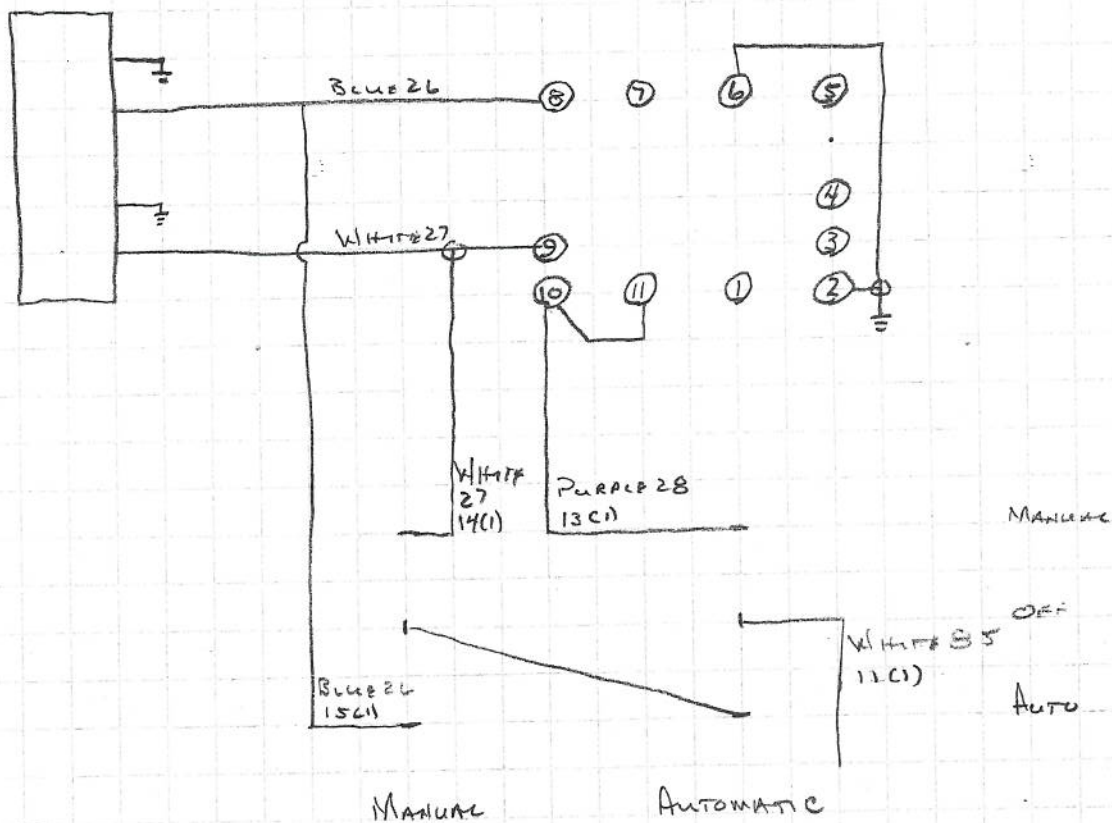 BLUE 26
8 7 6 5
4
WHITE 27
9
3
10 11 1 2
WHITE
27
14(1)
PURPLE 28
13(1)
MANUAL
OFF
WHITE 85
11(1)
BLUE 26
15(1)
AUTO
MANUAL
AUTOMATIC